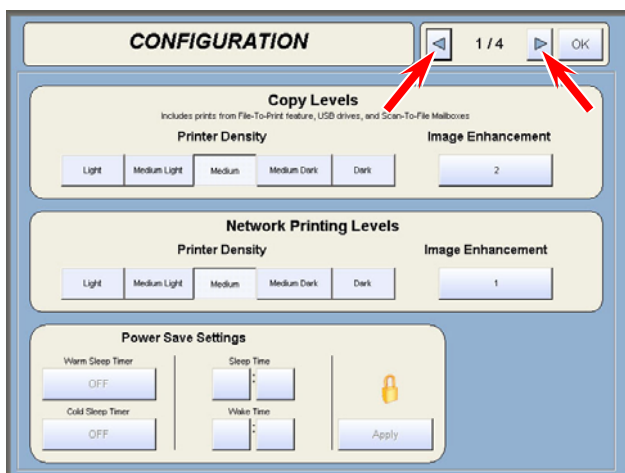 CONFIGURATION
1 / 4
OK
Copy Levels
Includes prints from File-To-Print feature, USB drives, and Scan-To-File Mailboxes
Printer Density
Image Enhancement
Light Medium Light Medium Medium Dark Dark
2
Network Printing Levels
Printer Density
Image Enhancement
Light Medium Light Medium Medium Dark Dark
1
Power Save Settings
Warm Sleep Timer
OFF
Cold Sleep Timer
OFF
Sleep Time
:
Wake Time
:
Apply